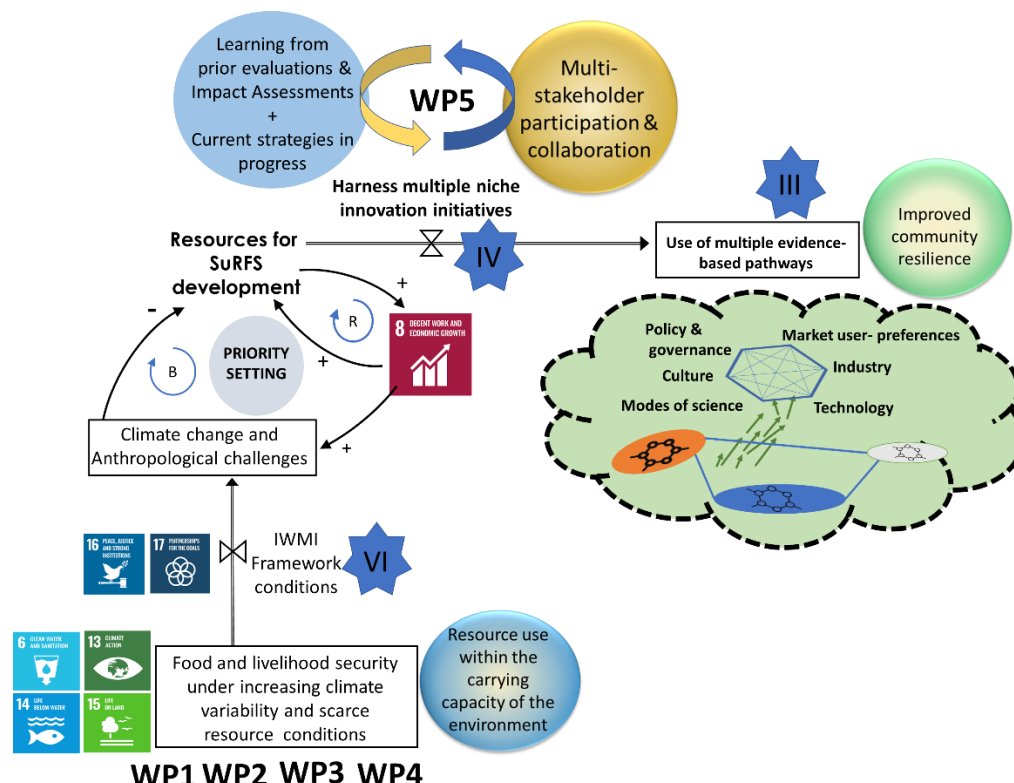 Learning from
prior evaluations &
Impact Assessments
+
Current strategies in
progress
WP5
Multi-
stakeholder
participation &
collaboration
Harness multiple niche
innovation initiatives
III
Improved
community
resilience
Use of multiple evidence-
based pathways
IV
Resources for
SuRFS
development
+
-
R
B
+
PRIORITY
SETTING
8 DECENT WORK AND
ECONOMIC GROWTH
+
Climate change and
Anthropological challenges
Policy &
governance
Market user- preferences
Culture
Industry
Modes of science
Technology
16 PEACE, JUSTICE
AND STRONG
INSTITUTIONS
17 PARTNERSHIPS
FOR THE GOALS
IWMI
Framework
conditions
VI
6 CLEAN WATER
AND SANITATION
13 CLIMATE
ACTION
14 LIFE
BELOW WATER
15 LIFE
ON LAND
Food and livelihood security
under increasing climate
variability and scarce
resource conditions
Resource use
within the
carrying
capacity of the
environment
WP1 WP2 WP3 WP4